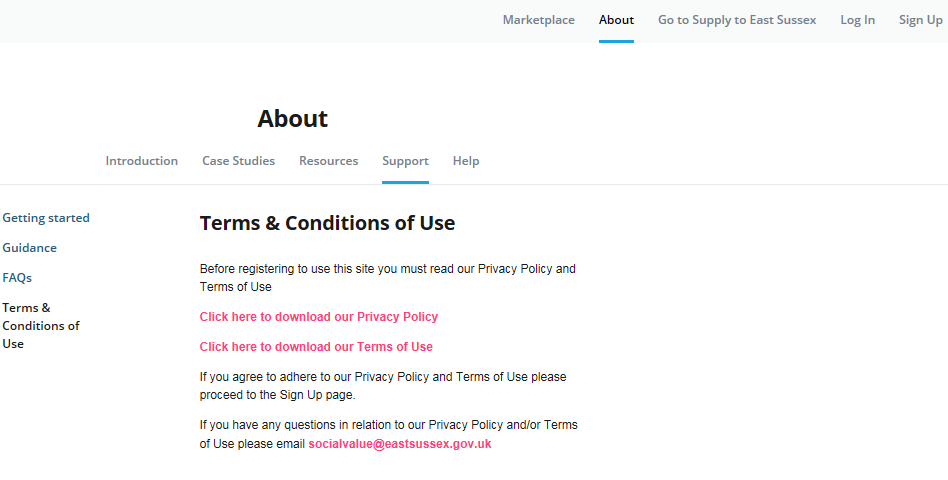 Marketplace About Go to Supply to East Sussex Log In Sign Up
About
Introduction Case Studies Resources Support Help
Getting started
Guidance
FAQs
Terms &
Conditions of
Use
Terms & Conditions of Use
Before registering to use this site you must read our Privacy Policy and
Terms of Use
Click here to download our Privacy Policy
Click here to download our Terms of Use
If you agree to adhere to our Privacy Policy and Terms of Use please
proceed to the Sign Up page.
If you have any questions in relation to our Privacy Policy and/or Terms
of Use please email socialvalue@eastsussex.gov.uk